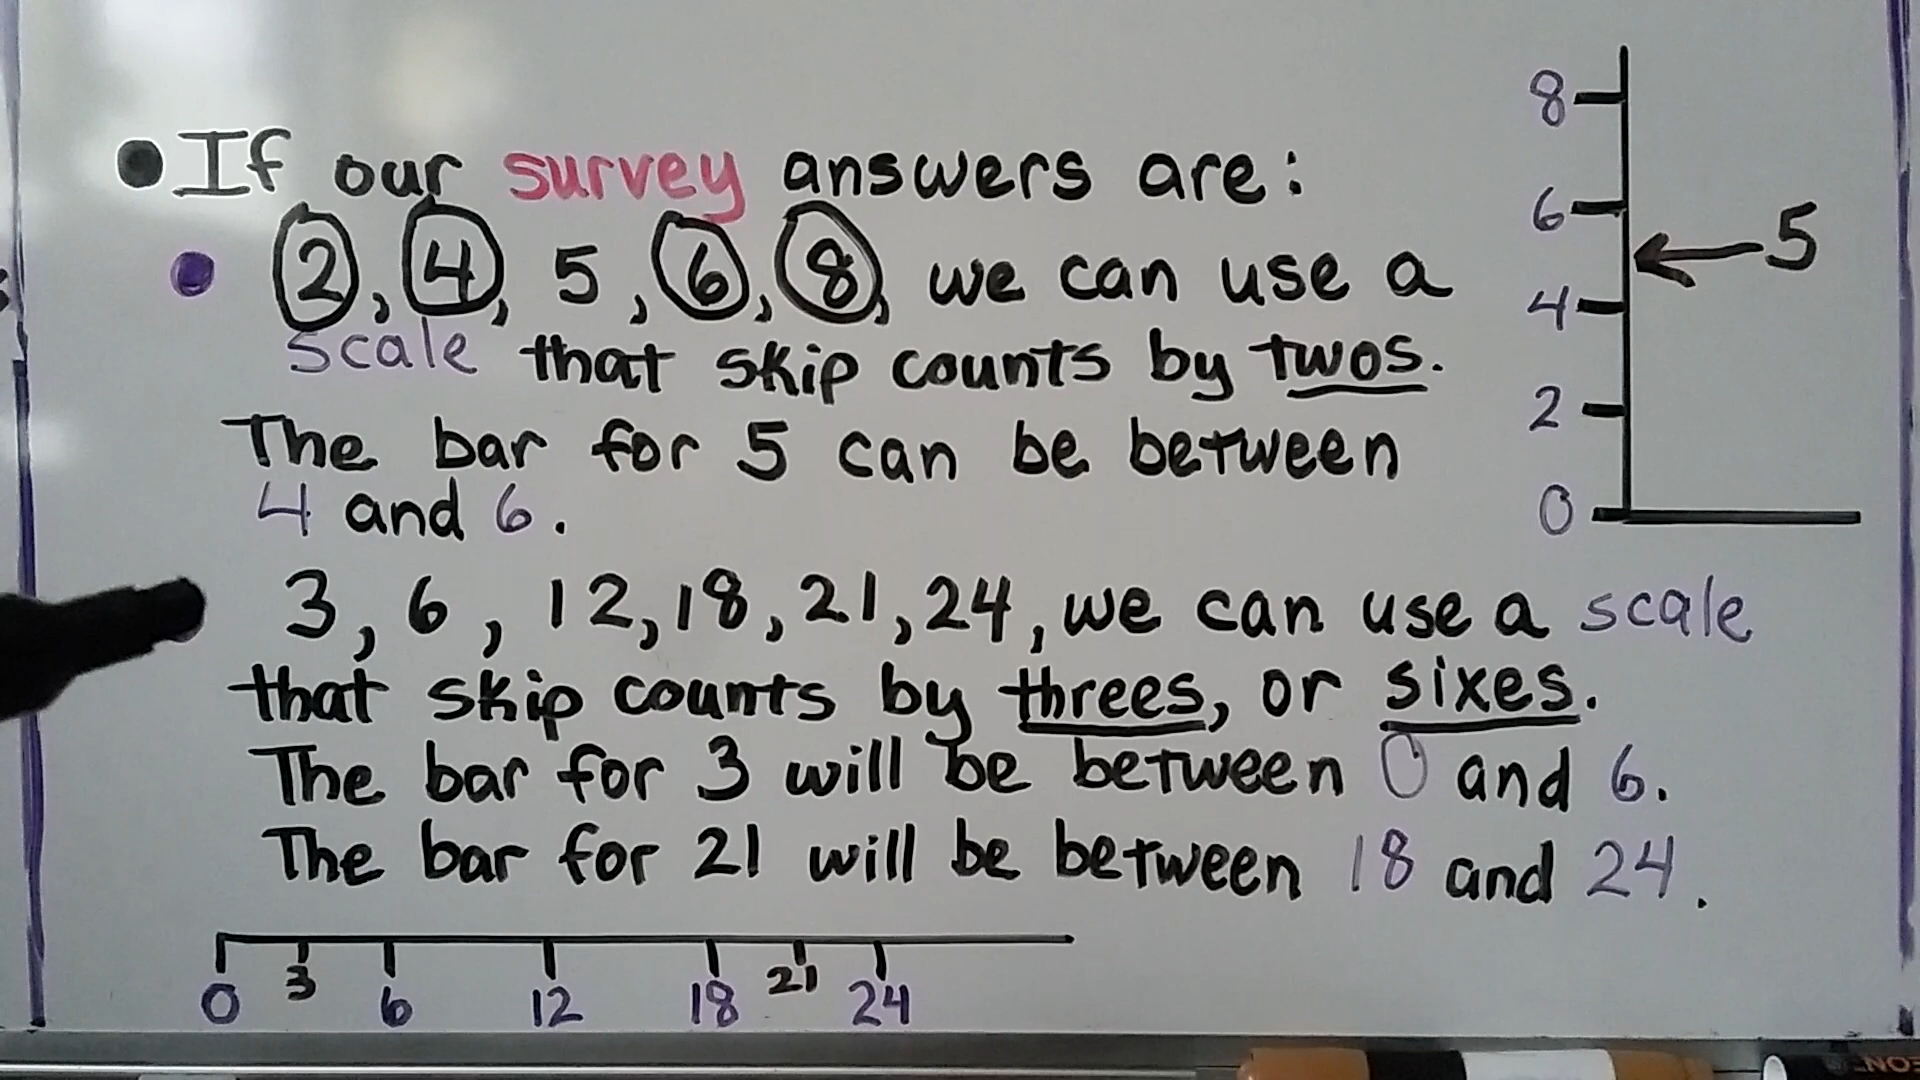 • If our survey answers are:
• 2, 4, 5, 6, 8, we can use a
scale that skip counts by twos.
The bar for 5 can be between
4 and 6.
8
6
5
4
2
0
3, 6, 12, 18, 21, 24, we can use a scale
that skip counts by threes, or sixes.
The bar for 3 will be between 0 and 6.
The bar for 21 will be between 18 and 24.
0 3 6 12 18 21 24